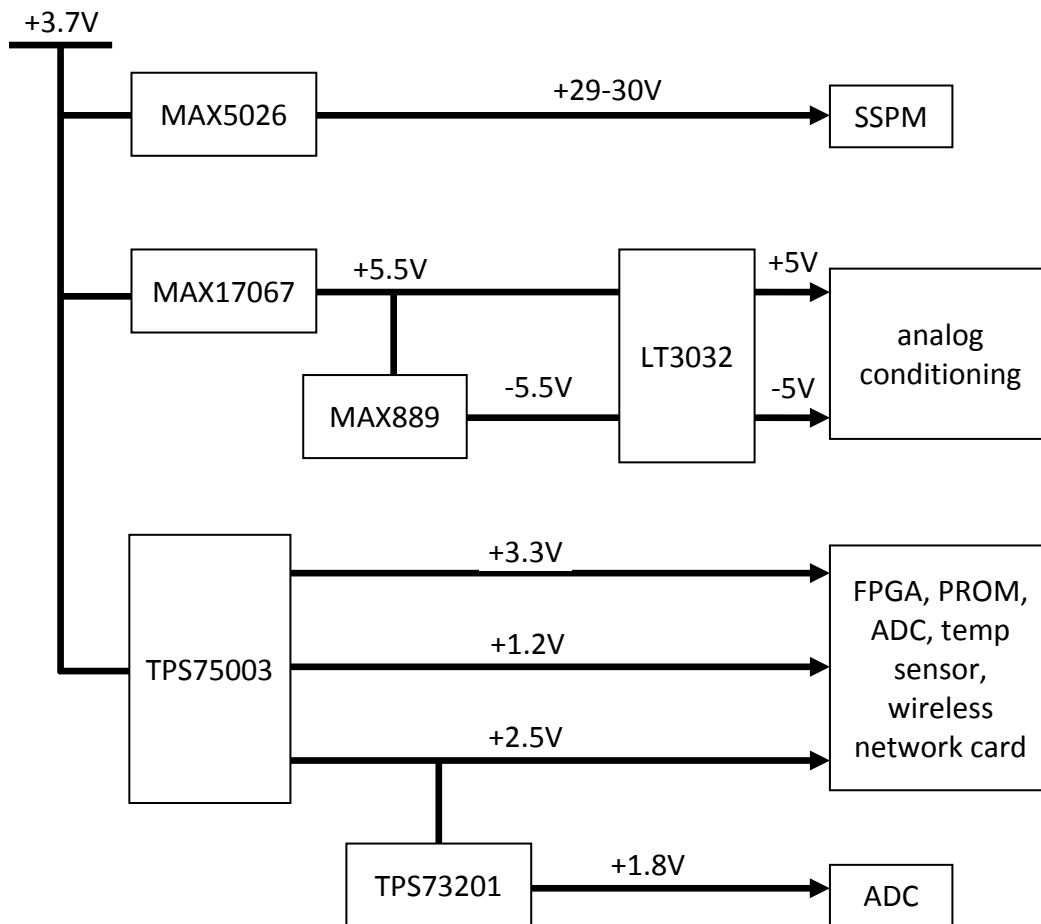 +3.7V
MAX5026
+29-30V
SSPM
MAX17067
+5.5V
LT3032
+5V
analog
conditioning
MAX889
-5.5V
-5V
TPS75003
+3.3V
+1.2V
+2.5V
FPGA, PROM,
ADC, temp
sensor,
wireless
network card
TPS73201
+1.8V
ADC